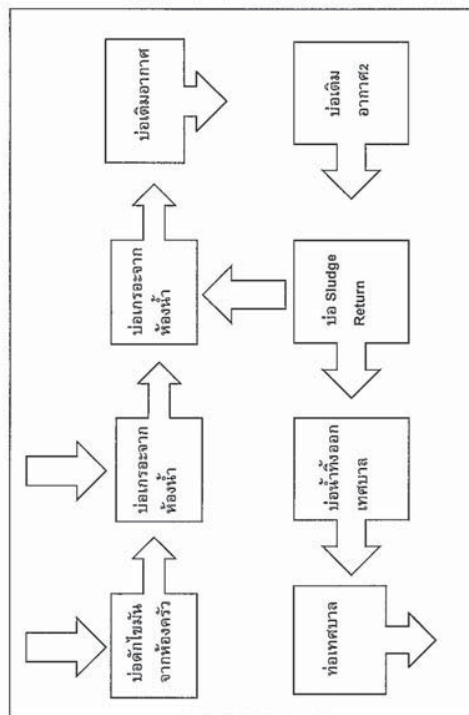 บ่อดักไขมัน
จากห้องครัว
บ่อเกรอะจาก
ห้องน้ำ
บ่อเกรอะจาก
ห้องน้ำ
บ่อเติมอากาศ
บ่อเติม
อากาศ2
บ่อ Sludge
Return
บ่อน้ำทิ้งออก
เทศบาล
ท่อเทศบาล